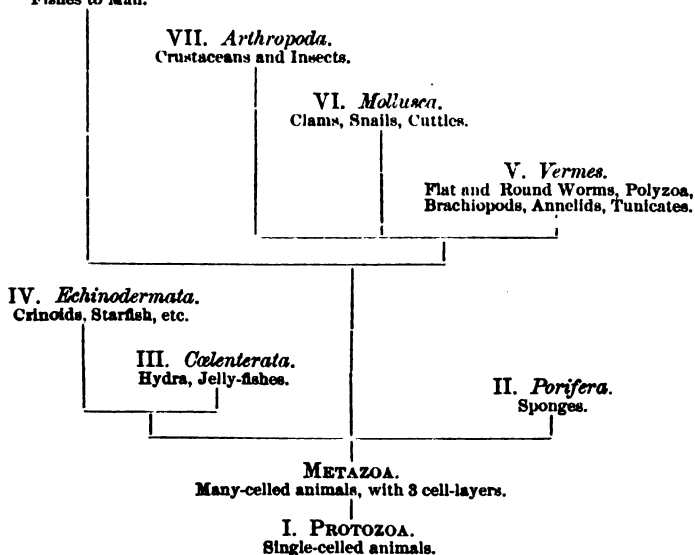 Fishes to Man.
VII. Arthropoda.
Crustaceans and Insects.
VI. Mollusca.
Clams, Snails, Cuttles.
V. Vermes.
Flat and Round Worms, Polyzoa,
Brachiopods, Annelids, Tunicates.
IV. Echinodermata.
Crinoids, Starfish, etc.
III. Cœlenterata.
Hydra, Jelly-fishes.
II. Porifera.
Sponges.
METAZOA.
Many-celled animals, with 3 cell-layers.
I. PROTOZOA.
Single-celled animals.